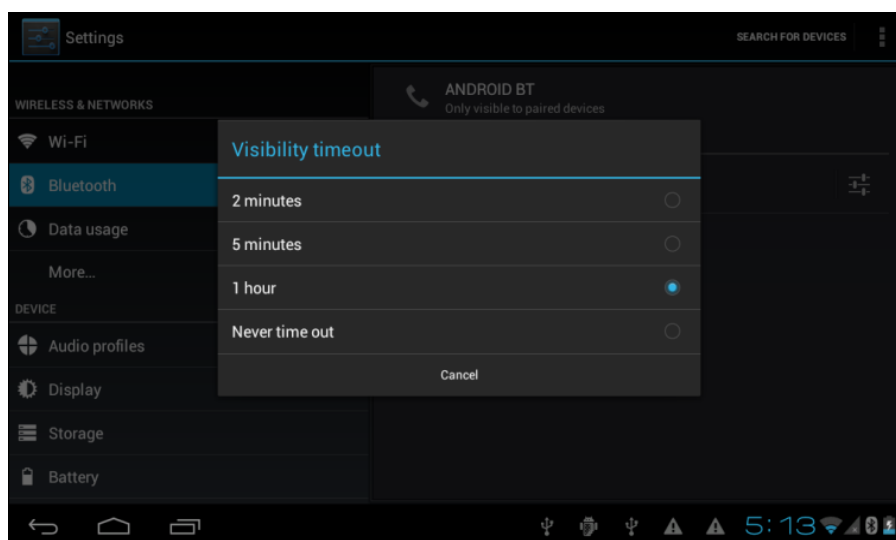 Settings
SEARCH FOR DEVICES
WIRELESS & NETWORKS
Wi-Fi
Bluetooth
Data usage
More...
DEVICE
Audio profiles
Display
Storage
Battery
ANDROID BT
Only visible to paired devices
Visibility timeout
2 minutes
5 minutes
1 hour
Never time out
Cancel
5:13